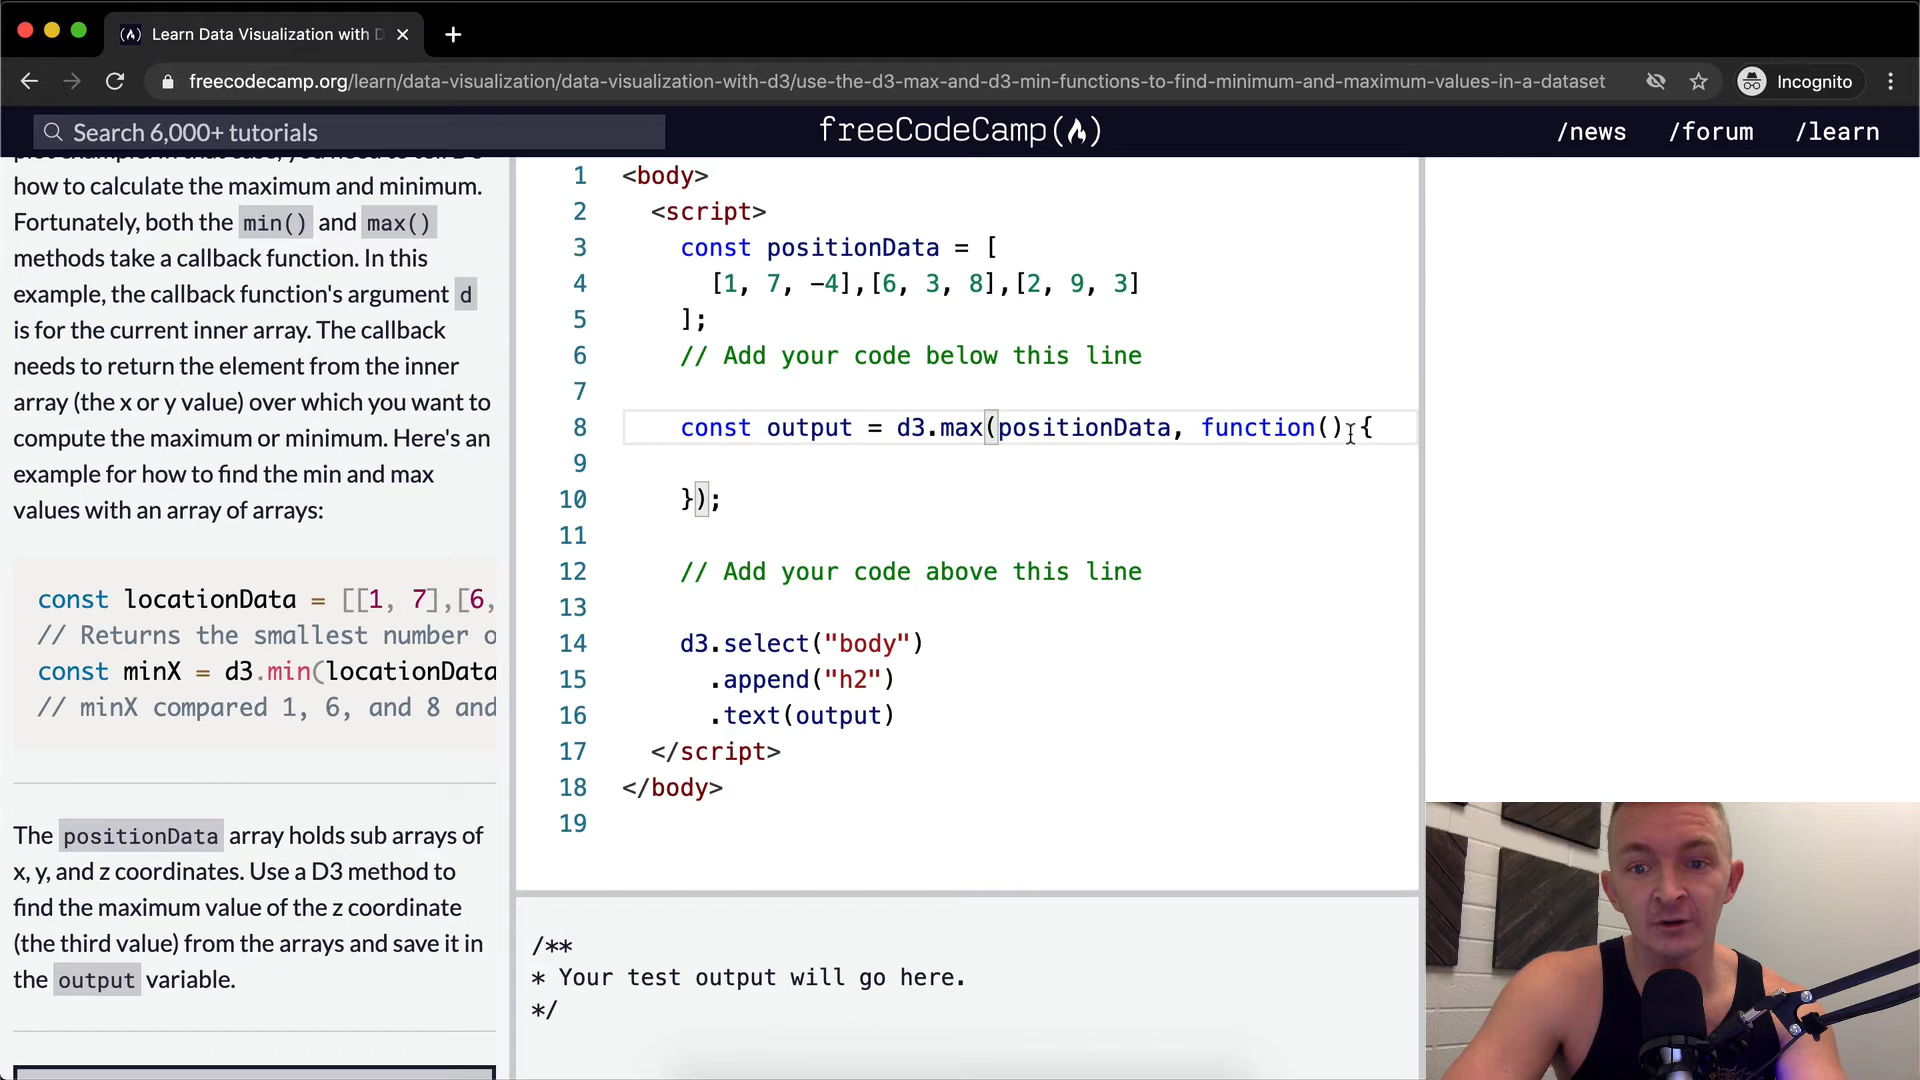 Learn Data Visualization with D
freecodecamp.org/learn/data-visualization/data-visualization-with-d3/use-the-d3-max-and-d3-min-functions-to-find-minimum-and-maximum-values-in-a-dataset
Incognito
Search 6,000+ tutorials
freeCodeCamp
/news
/forum
/learn
how to calculate the maximum and minimum.
Fortunately, both the min() and max()
methods take a callback function. In this
example, the callback function's argument d
is for the current inner array. The callback
needs to return the element from the inner
array (the x or y value) over which you want to
compute the maximum or minimum. Here's an
example for how to find the min and max
values with an array of arrays:
const locationData = [[1, 7],[6,
// Returns the smallest number o
const minX = d3.min(locationData
// minX compared 1, 6, and 8 and
The positionData array holds sub arrays of
x, y, and z coordinates. Use a D3 method to
find the maximum value of the z coordinate
(the third value) from the arrays and save it in
the output variable.
1 <body>
2 <script>
3 const positionData = [
4 [1, 7, -4],[6, 3, 8],[2, 9, 3]
5 ];
6 // Add your code below this line
7
8 const output = d3.max(positionData, function() {
9
10 });
11
12 // Add your code above this line
13
14 d3.select("body")
15 .append("h2")
16 .text(output)
17 </script>
18 </body>
19
/**
* Your test output will go here.
*/